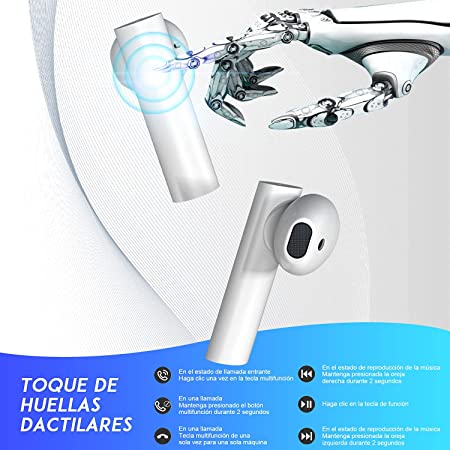 TOQUE DE
HUELLAS
DACTILARES
En el estado de llamada entrante
Haga clic una vez en la tecla multifunción
En una llamada
Mantenga presionado el botón
multifunción durante 2 segundos
En una llamada
Tecla multifunción de una
sola vez para una sola máquina
En el estado de reproducción de la música
Mantenga presionada la oreja
derecha durante 2 segundos
Haga clic en la tecla de función
En el estado de reproducción de la música
Mantenga presionada la oreja
izquierda durante 2 segundos